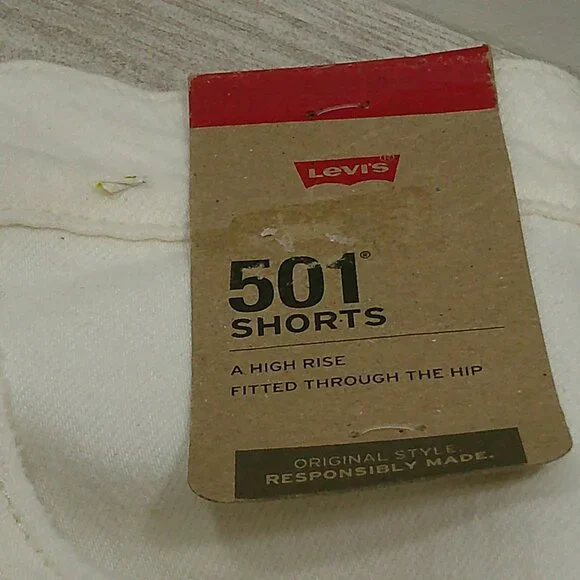 Levi's
501®
SHORTS
A HIGH RISE
FITTED THROUGH THE HIP
ORIGINAL STYLE.
RESPONSIBLY MADE.